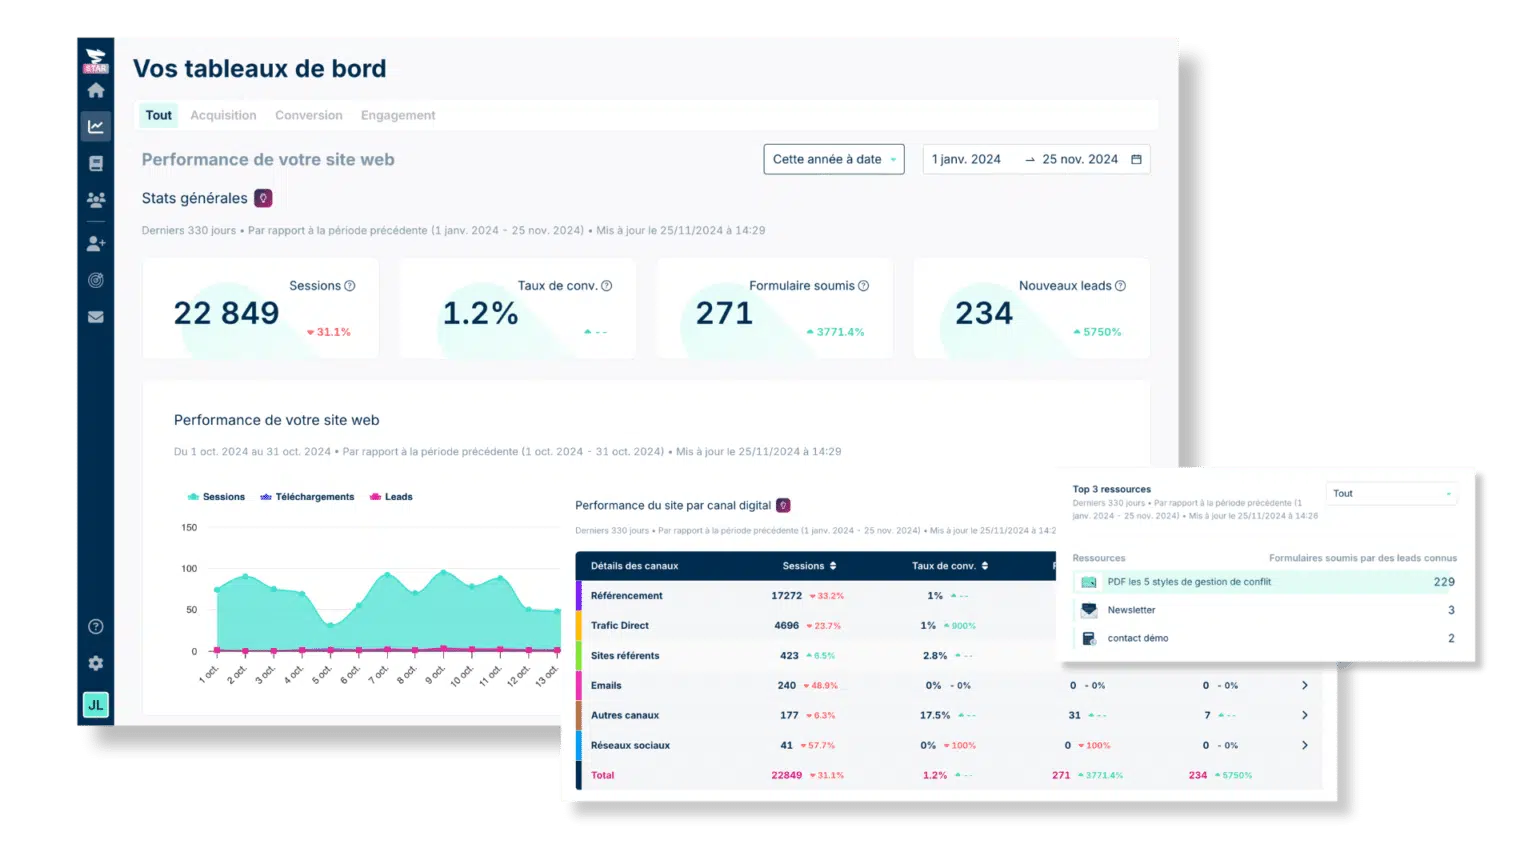 STAR
Vos tableaux de bord
Tout Acquisition Conversion Engagement
Performance de votre site web
Cette année à date
1 janv. 2024 → 25 nov. 2024
Stats générales
Derniers 330 jours • Par rapport à la période précédente (1 janv. 2024 - 25 nov. 2024) • Mis à jour le 25/11/2024 à 14:29
Sessions
22 849
31.1%
Taux de conv.
1.2%
--
Formulaire soumis
271
3771.4%
Nouveaux leads
234
5750%
Performance de votre site web
Du 1 oct. 2024 au 31 oct. 2024 • Par rapport à la période précédente (1 oct. 2024 - 31 oct. 2024) • Mis à jour le 25/11/2024 à 14:29
Sessions Téléchargements Leads
150
100
50
0
1 oct. 2 oct. 3 oct. 4 oct. 5 oct. 6 oct. 7 oct. 8 oct. 9 oct. 10 oct. 11 oct. 12 oct. 13 oct.
JL
Performance du site par canal digital
Derniers 330 jours • Par rapport à la période précédente (1 janv. 2024 - 25 nov. 2024) • Mis à jour le 25/11/2024 à 14:2
Détails des canaux Sessions Taux de conv. F
Référencement 17272 33.2% 1% --
Trafic Direct 4696 23.7% 1% 900%
Sites référents 423 6.5% 2.8% --
Emails 240 48.9% 0% - 0% 0 - 0% 0 - 0%
Autres canaux 177 6.3% 17.5% -- 31 -- 7 --
Réseaux sociaux 41 57.7% 0% 100% 0 100% 0 - 0%
Total 22849 31.1% 1.2% -- 271 3771.4% 234 5750%
Top 3 ressources
Derniers 330 jours • Par rapport à la période précédente (1
janv. 2024 - 25 nov. 2024) • Mis à jour le 25/11/2024 à 14:26
Tout
Ressources Formulaires soumis par des leads connus
PDF les 5 styles de gestion de conflit 229
Newsletter 3
contact démo 2